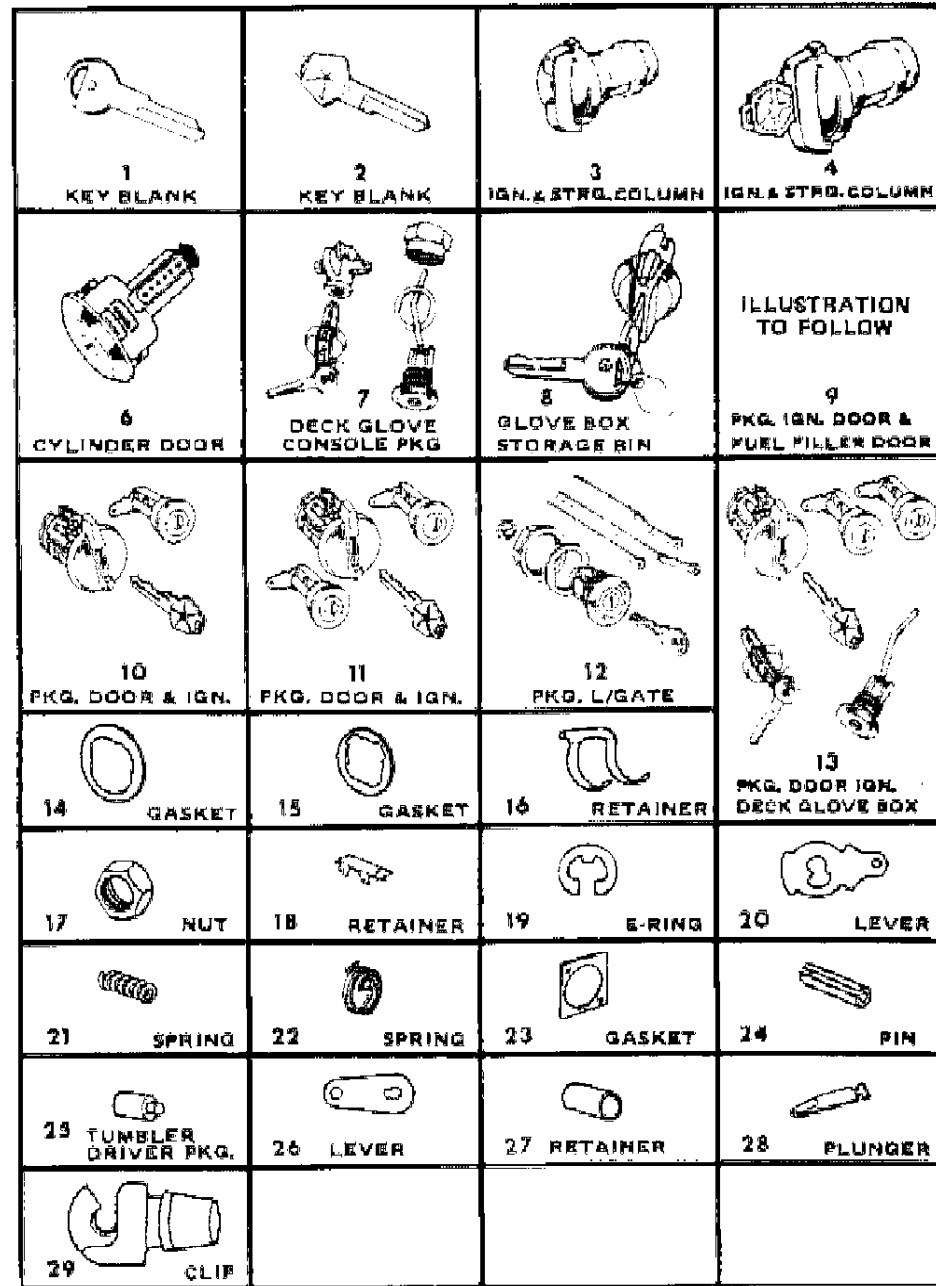 1
KEY BLANK
2
KEY BLANK
3
IGN. & STRG. COLUMN
4
IGN. & STRG. COLUMN
6
CYLINDER DOOR
7
DECK GLOVE
CONSOLE PKG
8
GLOVE BOX
STORAGE BIN
ILLUSTRATION
TO FOLLOW
9
PKG. IGN. DOOR &
FUEL FILLER DOOR
10
PKG. DOOR & IGN.
11
PKG. DOOR & IGN.
12
PKG. L/GATE
13
PKG. DOOR IGN.
DECK GLOVE BOX
14 GASKET
15 GASKET
16 RETAINER
17 NUT
18 RETAINER
19 E-RING
20 LEVER
21 SPRING
22 SPRING
23 GASKET
24 PIN
25 TUMBLER
DRIVER PKG.
26 LEVER
27 RETAINER
28 PLUNGER
29 CLIP